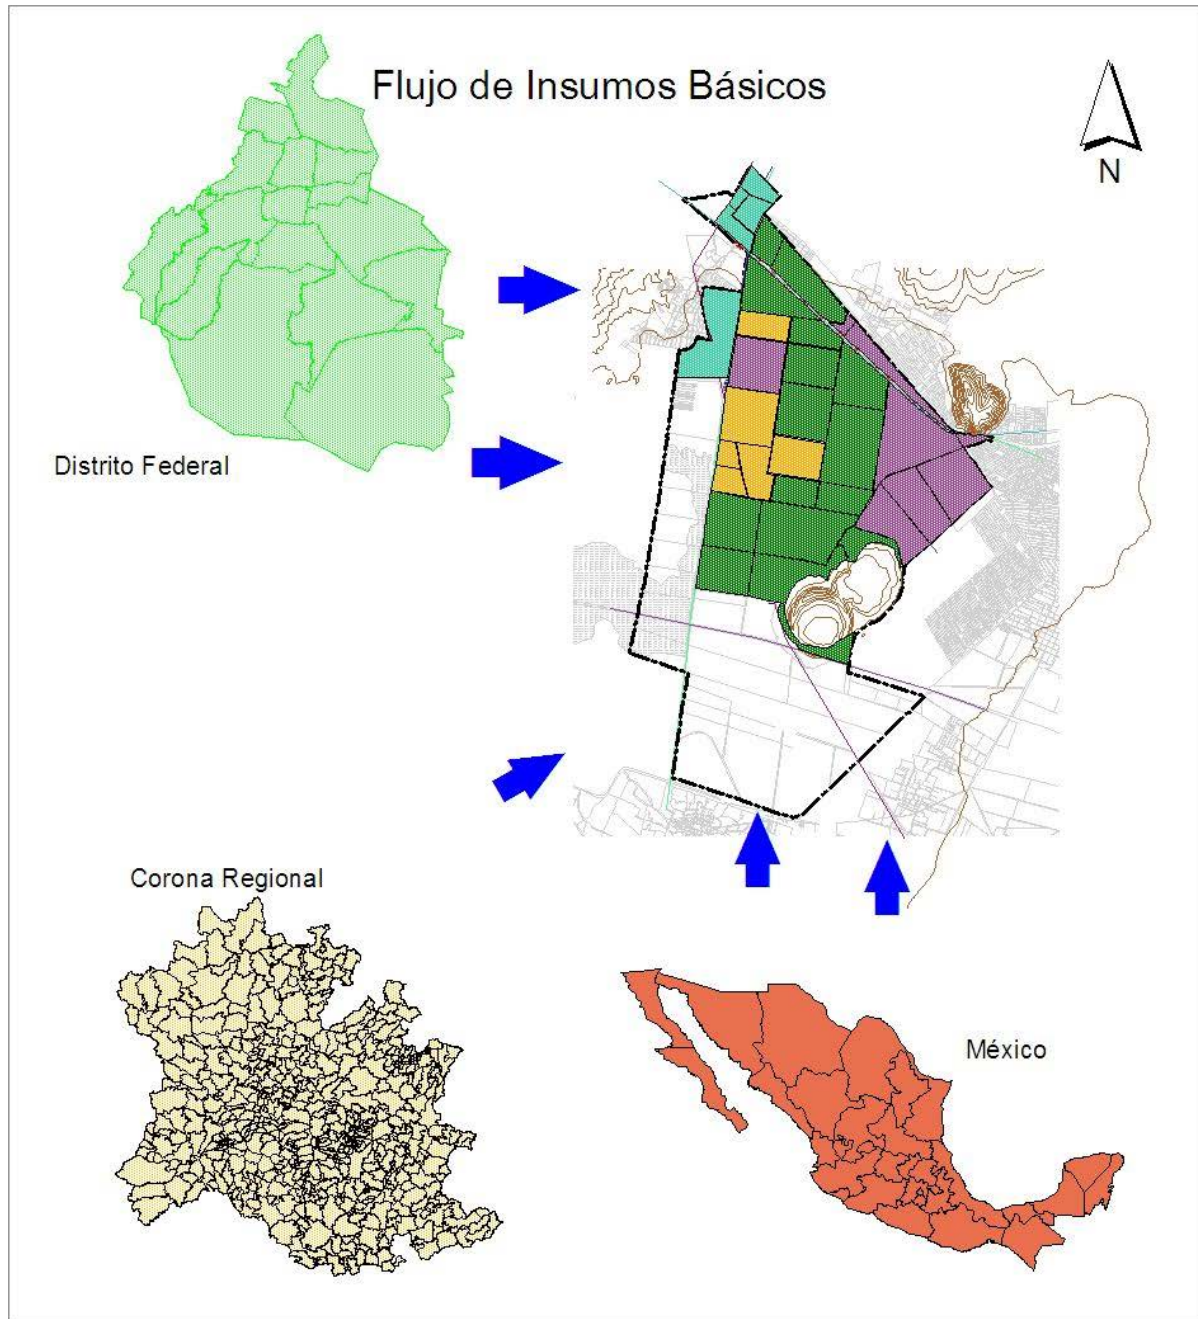 Flujo de Insumos Básicos
N
Distrito Federal
Corona Regional
México